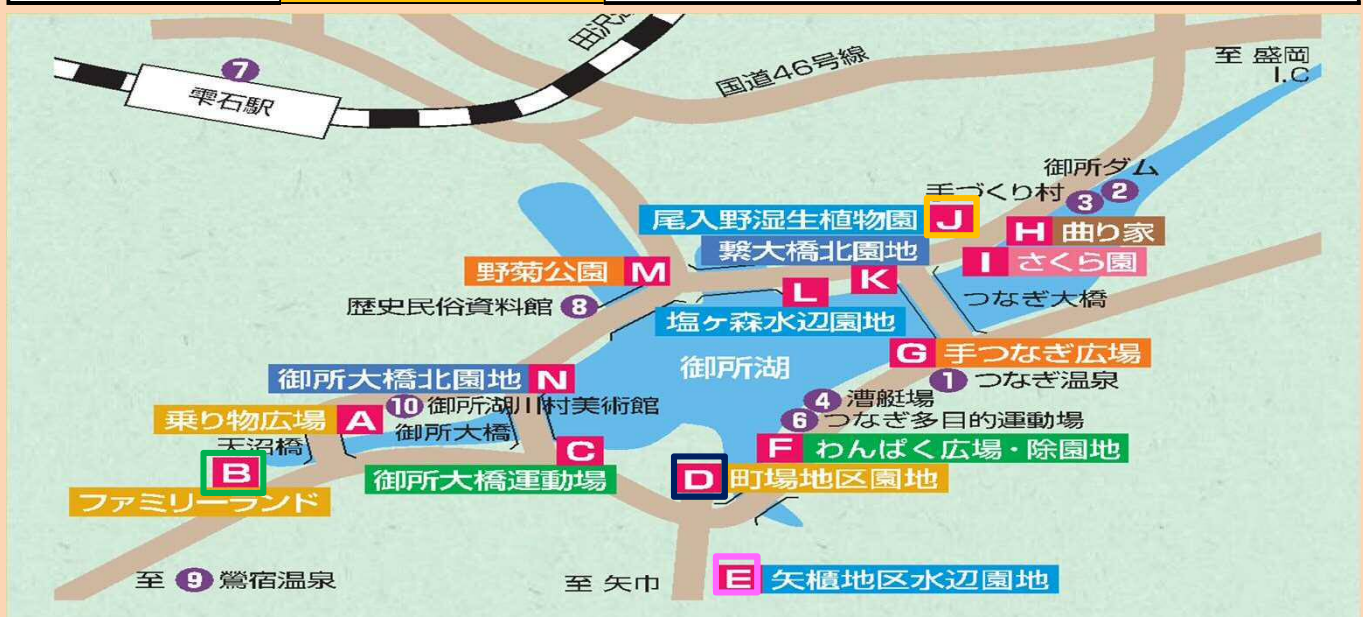 田沢
国道46号線
至 盛岡
I.C
7
雫石駅
御所ダム
手づくり村 3 2
尾入野湿生植物園 J
H 曲り家
繋大橋北園地
K
I さくら園
野菊公園 M
L
つなぎ大橋
歴史民俗資料館 8
塩ヶ森水辺園地
御所湖
G 手つなぎ広場
御所大橋北園地 N
1 つなぎ温泉
乗り物広場 A
10 御所湖川村美術館
4 漕艇場
天沼橋
御所大橋
6 つなぎ多目的運動場
B
C
F わんぱく広場・除園地
ファミリーランド
御所大橋運動場
D 町場地区園地
至 9 鶯宿温泉
至 矢巾
E 矢櫃地区水辺園地